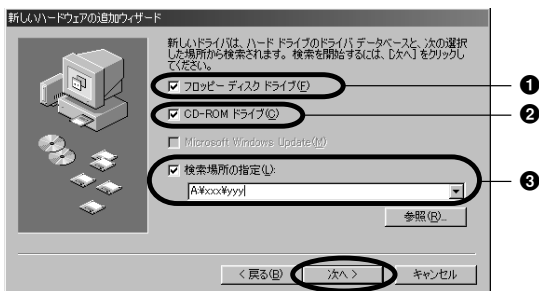 新しいハードウェアの追加ウィザード
新しいドライバは、ハード ドライブのドライバ データベースと、次の選択
した場所から検索されます。 検索を開始するには、[次へ] をクリックし
てください。
フロッピー ディスク ドライブ(F)
❶
CD-ROM ドライブ(C)
❷
Microsoft Windows Update(M)
検索場所の指定(L):
❸
A¥xxx¥yyy
参照(R)...
< 戻る(B)
次へ >
キャンセル